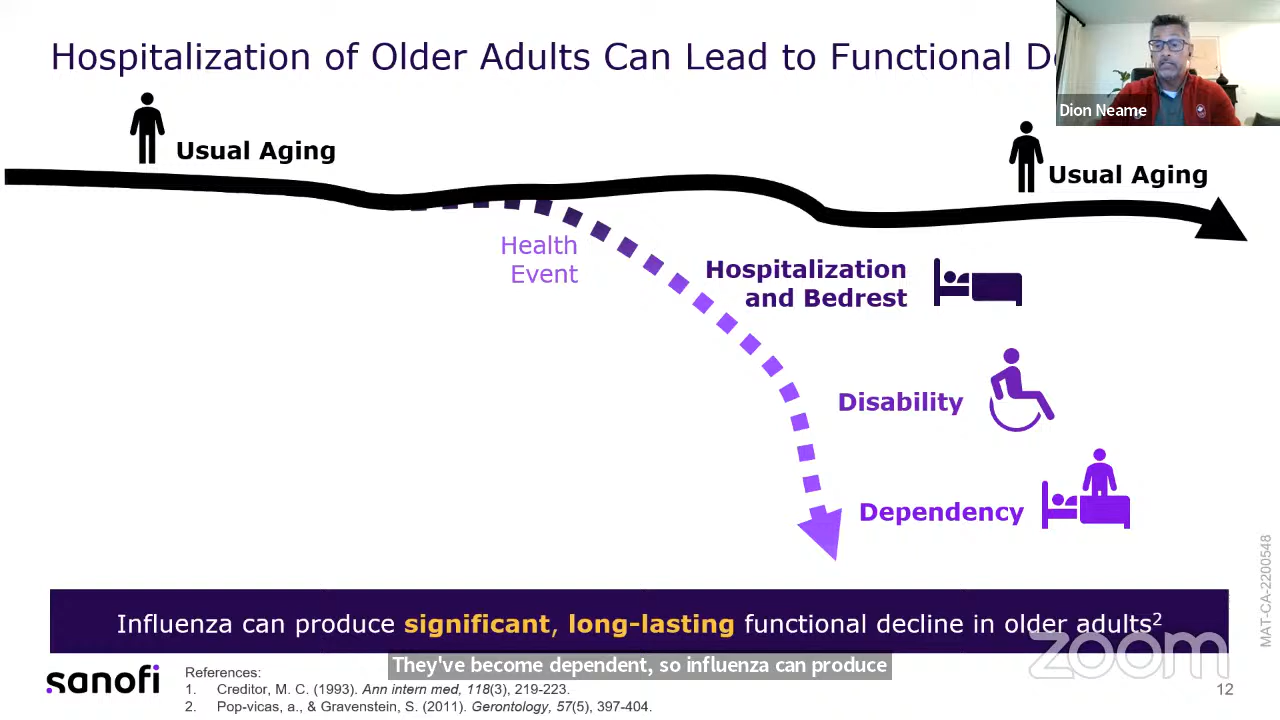 Hospitalization of Older Adults Can Lead to Functional D
Dion Neame
Usual Aging
Usual Aging
Health
Event
Hospitalization
and Bedrest
Disability
Dependency
Influenza can produce significant, long-lasting functional decline in older adults2
zoom
They've become dependent, so influenza can produce
sanofi
References:
1. Creditor, M. C. (1993). Ann intern med, 118(3), 219-223.
2. Pop-vicas, a., & Gravenstein, S. (2011). Gerontology, 57(5), 397-404.
12
MAT-CA-2200548